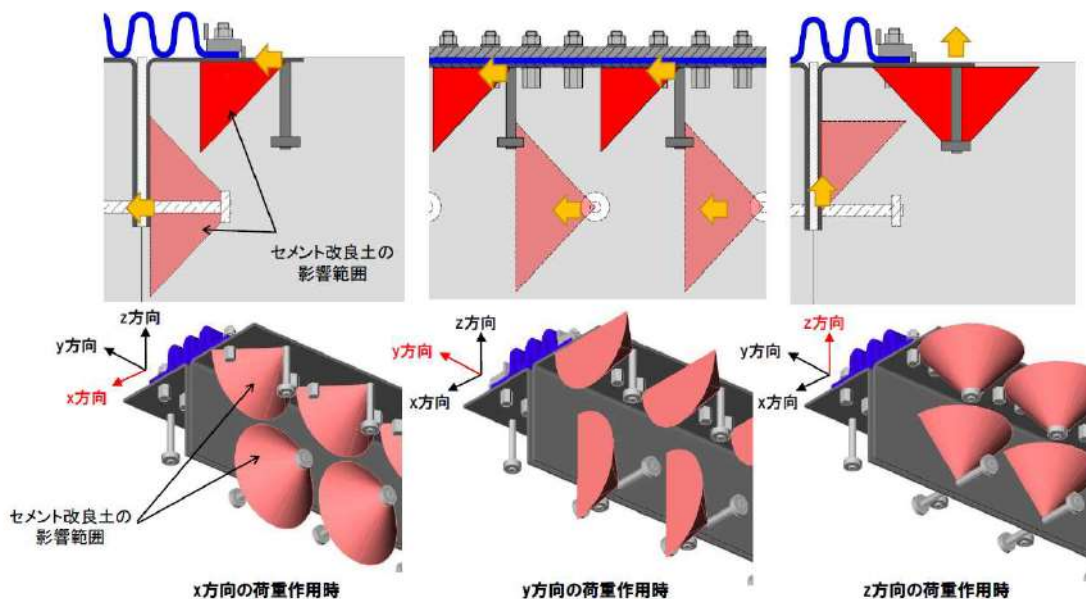 セメント改良土の
影響範囲
z方向
y方向
x方向
z方向
y方向
x方向
z方向
y方向
x方向
セメント改良土の
影響範囲
x方向の荷重作用時
y方向の荷重作用時
z方向の荷重作用時